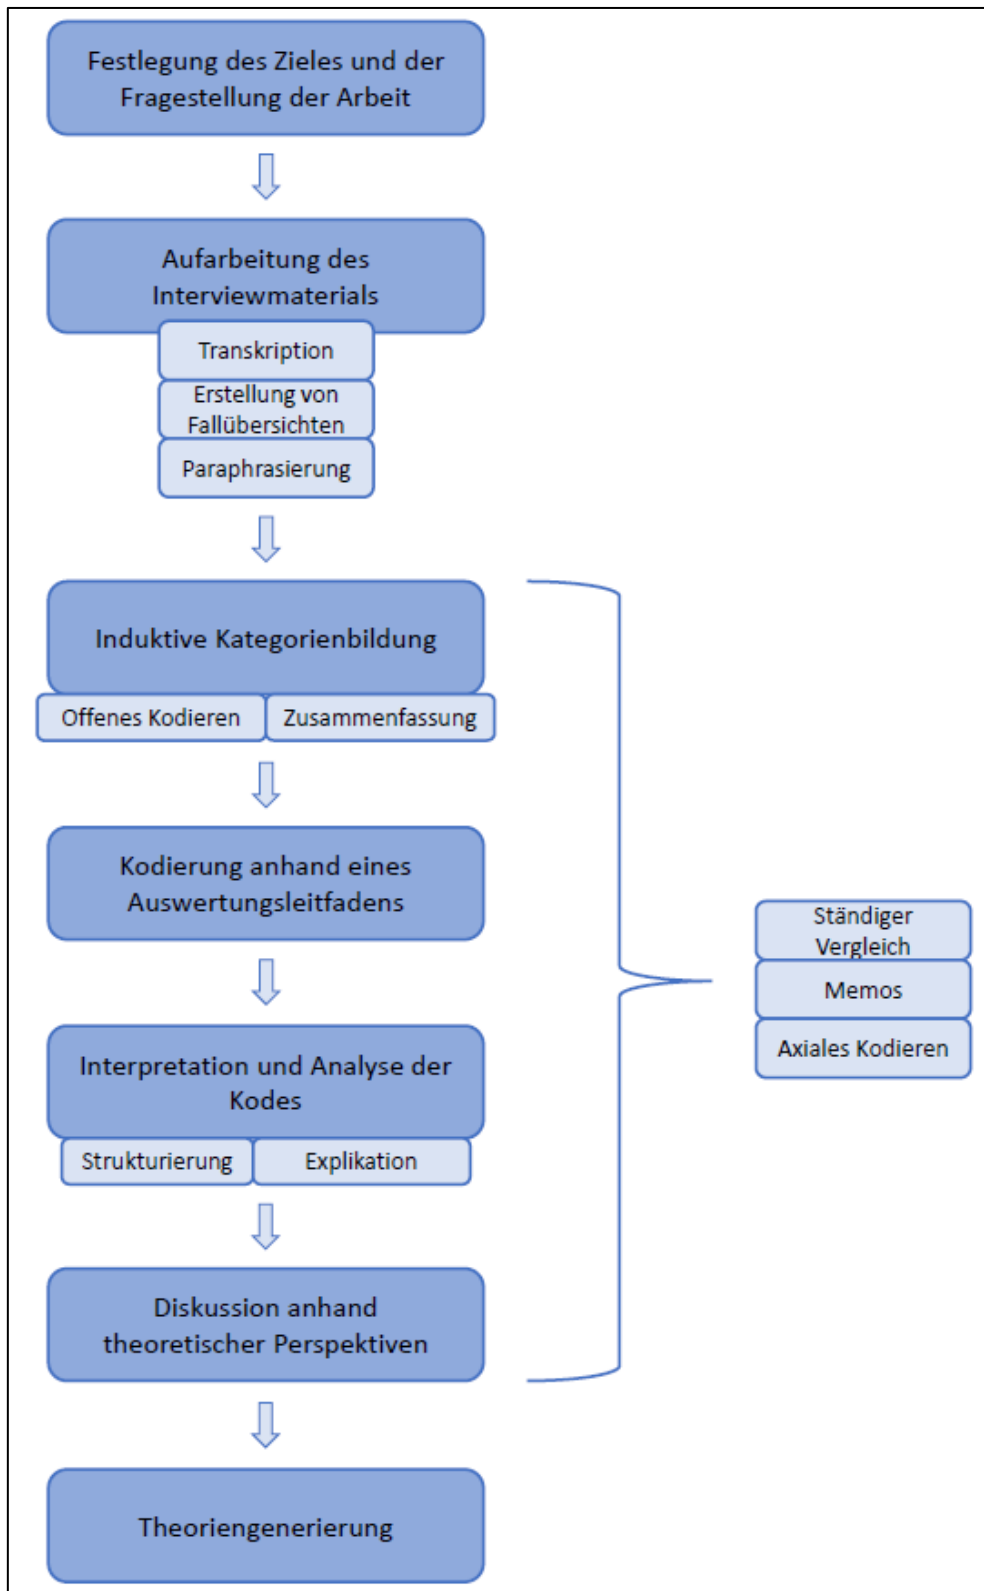 Festlegung des Zieles und der
Fragestellung der Arbeit
Aufarbeitung des
Interviewmaterials
Transkription
Erstellung von
Fallübersichten
Paraphrasierung
Induktive Kategorienbildung
Offenes Kodieren
Zusammenfassung
Kodierung anhand eines
Auswertungsleitfadens
Interpretation und Analyse der
Kodes
Strukturierung
Explikation
Diskussion anhand
theoretischer Perspektiven
Theoriengenerierung
Ständiger
Vergleich
Memos
Axiales Kodieren